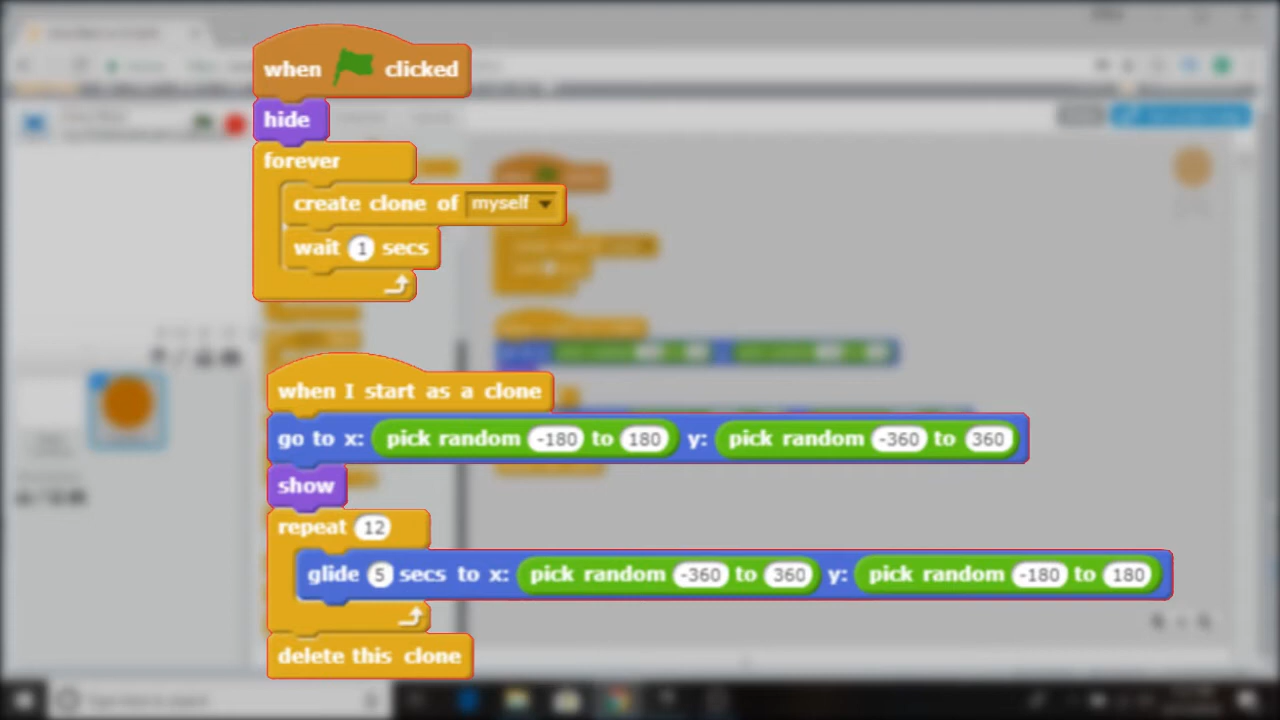 when clicked
hide
forever
create clone of myself
wait 1 secs
when I start as a clone
go to x: pick random -180 to 180 y: pick random -360 to 360
show
repeat 12
glide 5 secs to x: pick random -360 to 360 y: pick random -180 to 180
delete this clone